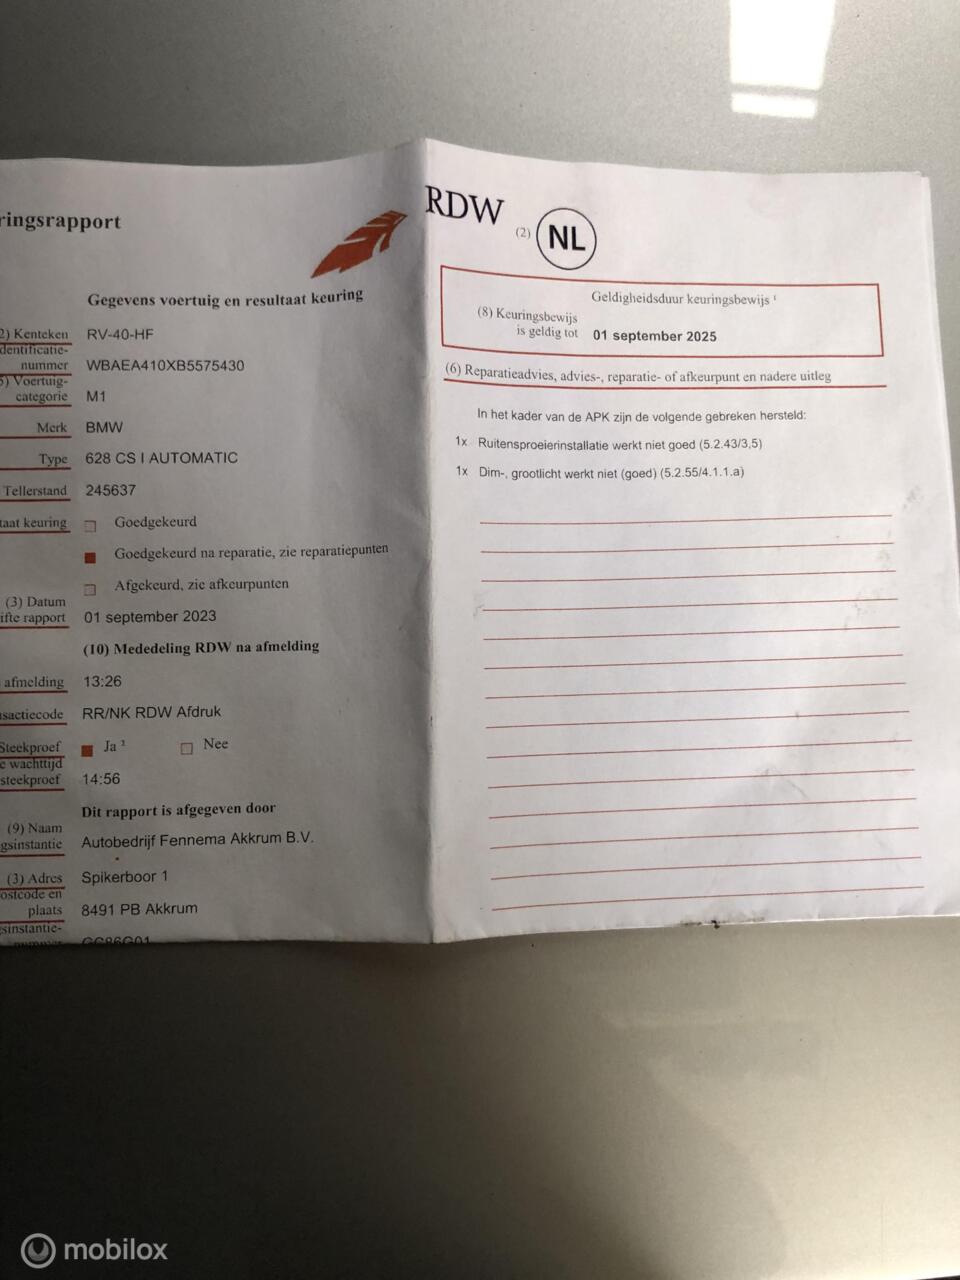 ringsrapport
Gegevens voertuig en resultaat keuring
2) Kenteken RV-40-HF
dentificatie-
nummer WBAEA410XB5575430
5) Voertuig-
categorie M1
Merk BMW
Type 628 CS I AUTOMATIC
Tellerstand 245637
taat keuring Goedgekeurd
Goedgekeurd na reparatie, zie reparatiepunten
Afgekeurd, zie afkeurpunten
(3) Datum
ifte rapport 01 september 2023
(10) Mededeling RDW na afmelding
afmelding 13:26
sactiecode RR/NK RDW Afdruk
Steekproef Ja ³ Nee
e wachttijd
steekproef 14:56
Dit rapport is afgegeven door
(9) Naam
gsinstantie Autobedrijf Fennema Akkrum B.V.
(3) Adres Spikerboor 1
ostcode en
plaats 8491 PB Akkrum
gsinstantie-
nummer GC86G01
RDW
(2) NL
Geldigheidsduur keuringsbewijs ¹
(8) Keuringsbewijs
is geldig tot 01 september 2025
(6) Reparatieadvies, advies-, reparatie- of afkeurpunt en nadere uitleg
In het kader van de APK zijn de volgende gebreken hersteld:
1x Ruitensproeierinstallatie werkt niet goed (5.2.43/3,5)
1x Dim-, grootlicht werkt niet (goed) (5.2.55/4.1.1.a)
mobilox